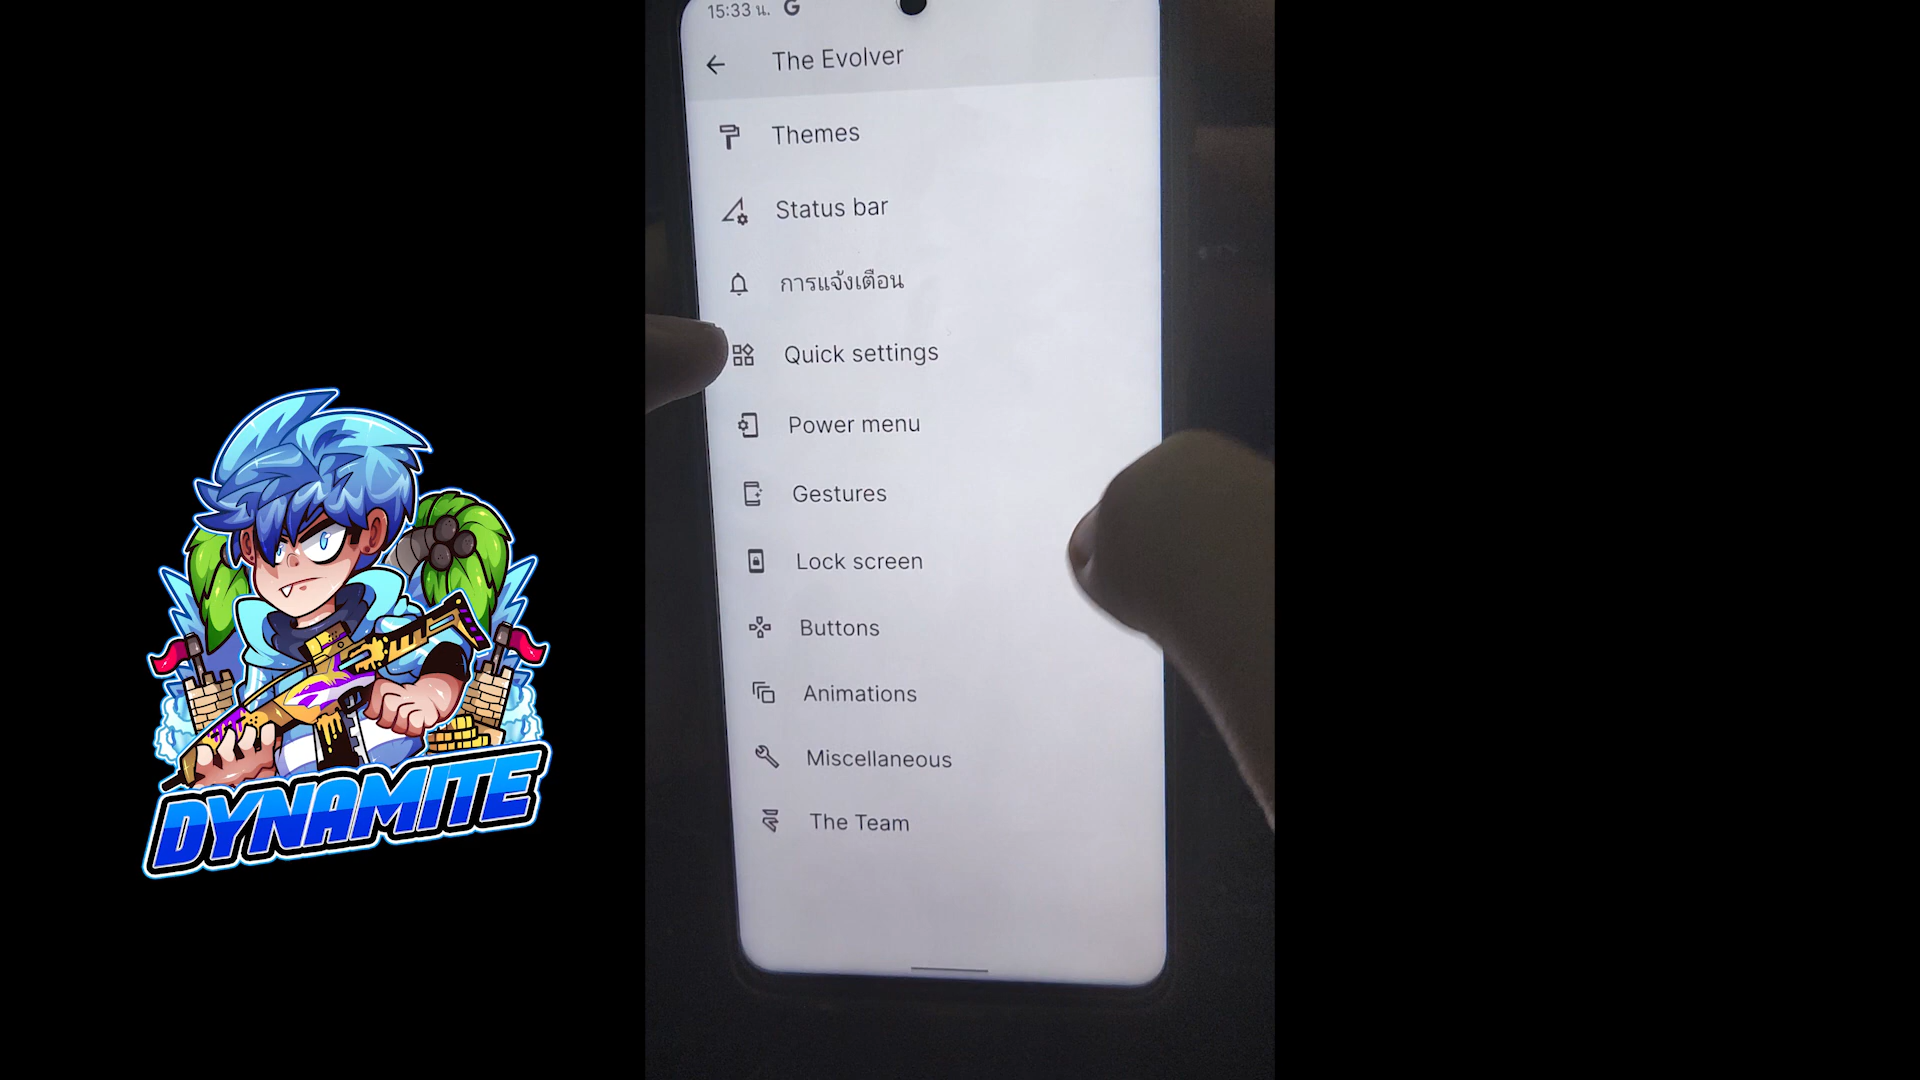 15:33 น. G
The Evolver
Themes
Status bar
การแจ้งเตือน
Quick settings
Power menu
Gestures
Lock screen
Buttons
Animations
Miscellaneous
The Team
DYNAMITE